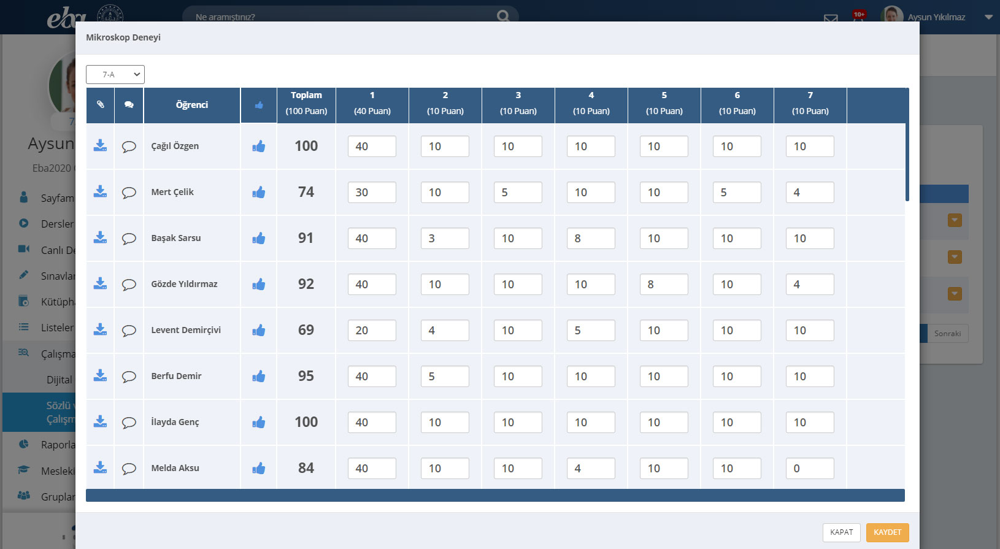 eba
Ne aramıştınız?
10+
Aysun Yıkılmaz
Mikroskop Deneyi
7-A
Öğrenci
Toplam
(100 Puan)
1
(40 Puan)
2
(10 Puan)
3
(10 Puan)
4
(10 Puan)
5
(10 Puan)
6
(10 Puan)
7
(10 Puan)
Çağıl Özgen 100 40 10 10 10 10 10 10
Mert Çelik 74 30 10 5 10 10 5 4
Başak Sarsu 91 40 3 10 8 10 10 10
Gözde Yıldırmaz 92 40 10 10 10 8 10 4
Levent Demirçivi 69 20 4 10 5 10 10 10
Berfu Demir 95 40 5 10 10 10 10 10
İlayda Genç 100 40 10 10 10 10 10 10
Melda Aksu 84 40 10 10 4 10 10 0
Aysun
Eba2020
Sayfam
Dersler
Canlı De
Sınavlar
Kütüpha
Listeler
Çalışma
Dijital
Sözlü v
Çalışm
Raporla
Mesleki
Gruplar
Sonraki
KAPAT
KAYDET